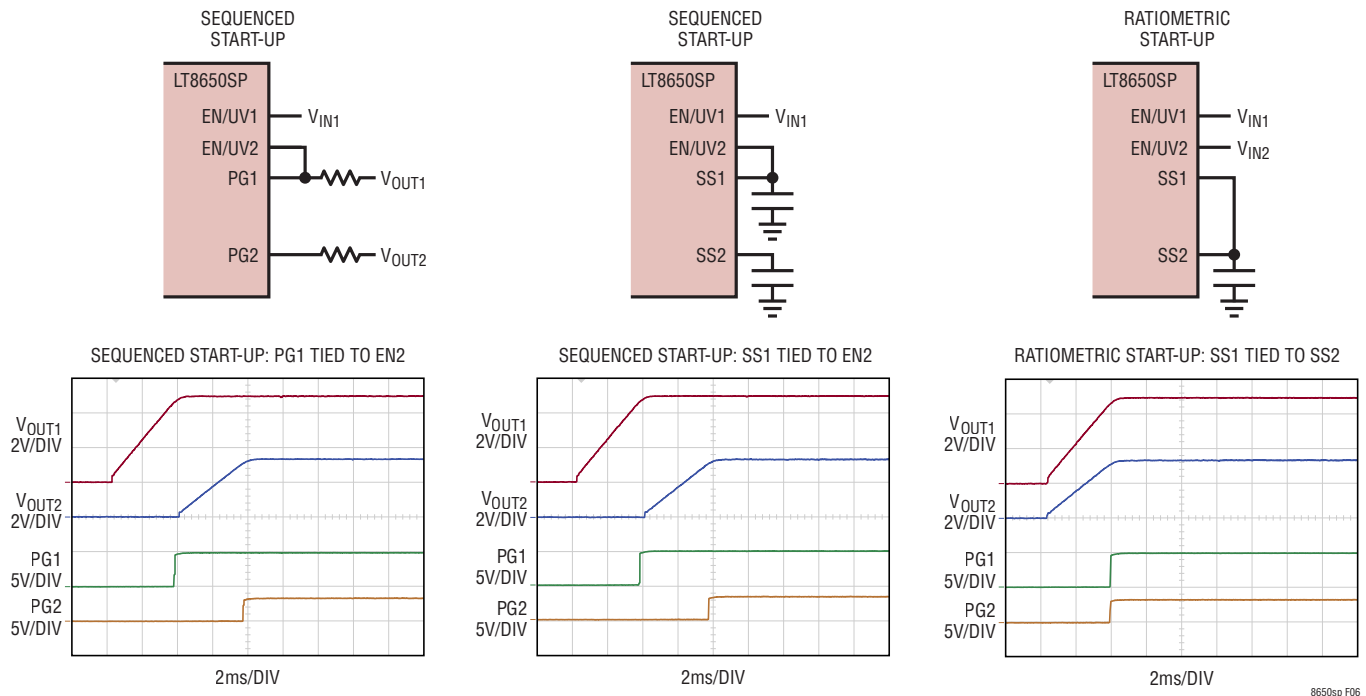 SEQUENCED
START-UP
LT8650SP
EN/UV1
VIN1
EN/UV2
PG1
VOUT1
PG2
VOUT2
SEQUENCED
START-UP
LT8650SP
EN/UV1
VIN1
EN/UV2
SS1
SS2
RATIOMETRIC
START-UP
LT8650SP
EN/UV1
VIN1
EN/UV2
VIN2
SS1
SS2
SEQUENCED START-UP: PG1 TIED TO EN2
VOUT1
2V/DIV
VOUT2
2V/DIV
PG1
5V/DIV
PG2
5V/DIV
2ms/DIV
SEQUENCED START-UP: SS1 TIED TO EN2
VOUT1
2V/DIV
VOUT2
2V/DIV
PG1
5V/DIV
PG2
5V/DIV
2ms/DIV
RATIOMETRIC START-UP: SS1 TIED TO SS2
VOUT1
2V/DIV
VOUT2
2V/DIV
PG1
5V/DIV
PG2
5V/DIV
2ms/DIV
8650sp F06